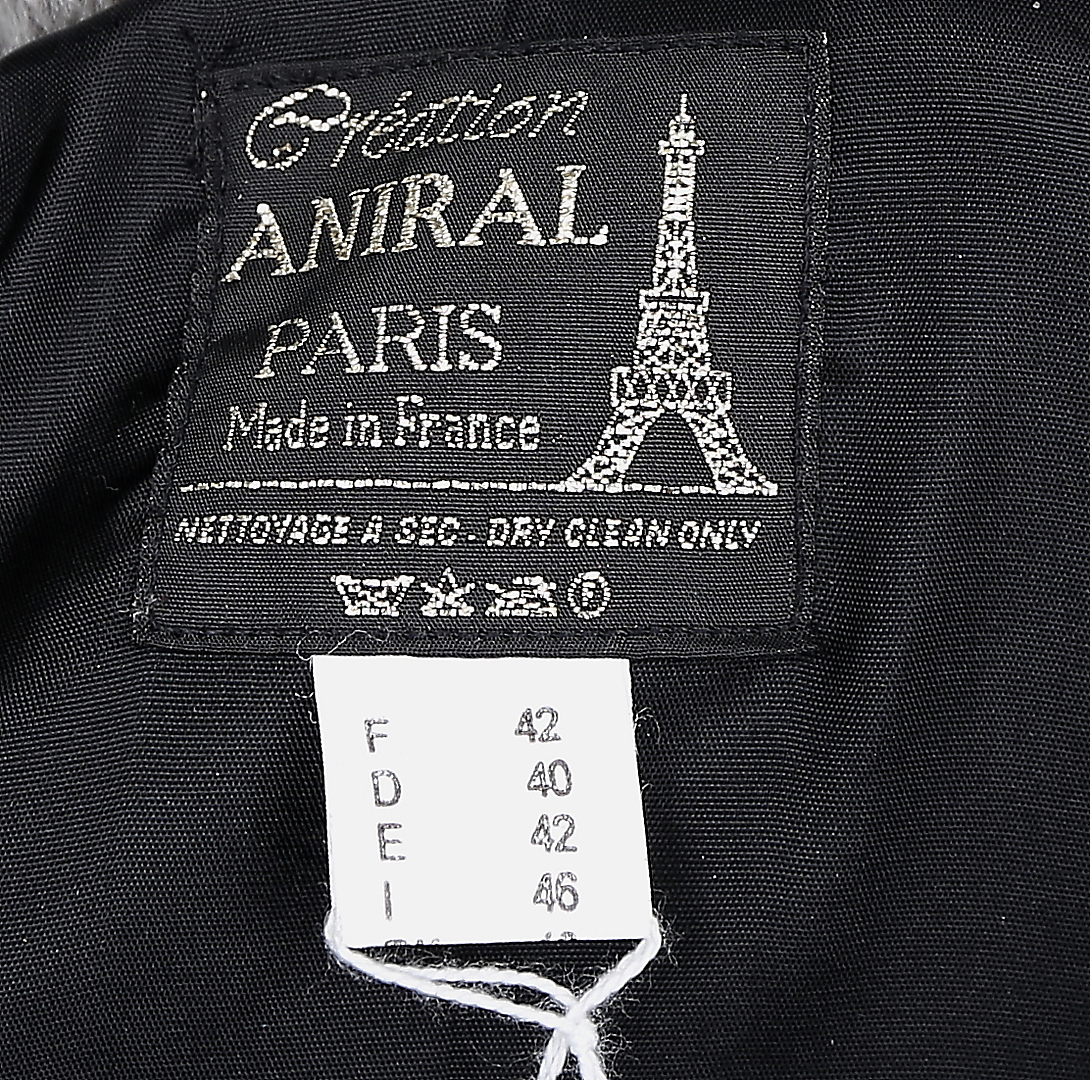 Création
ANIRAL
PARIS
Made in France
NETTOYAGE A SEC - DRY CLEAN ONLY
P
F 42
D 40
E 42
I 46